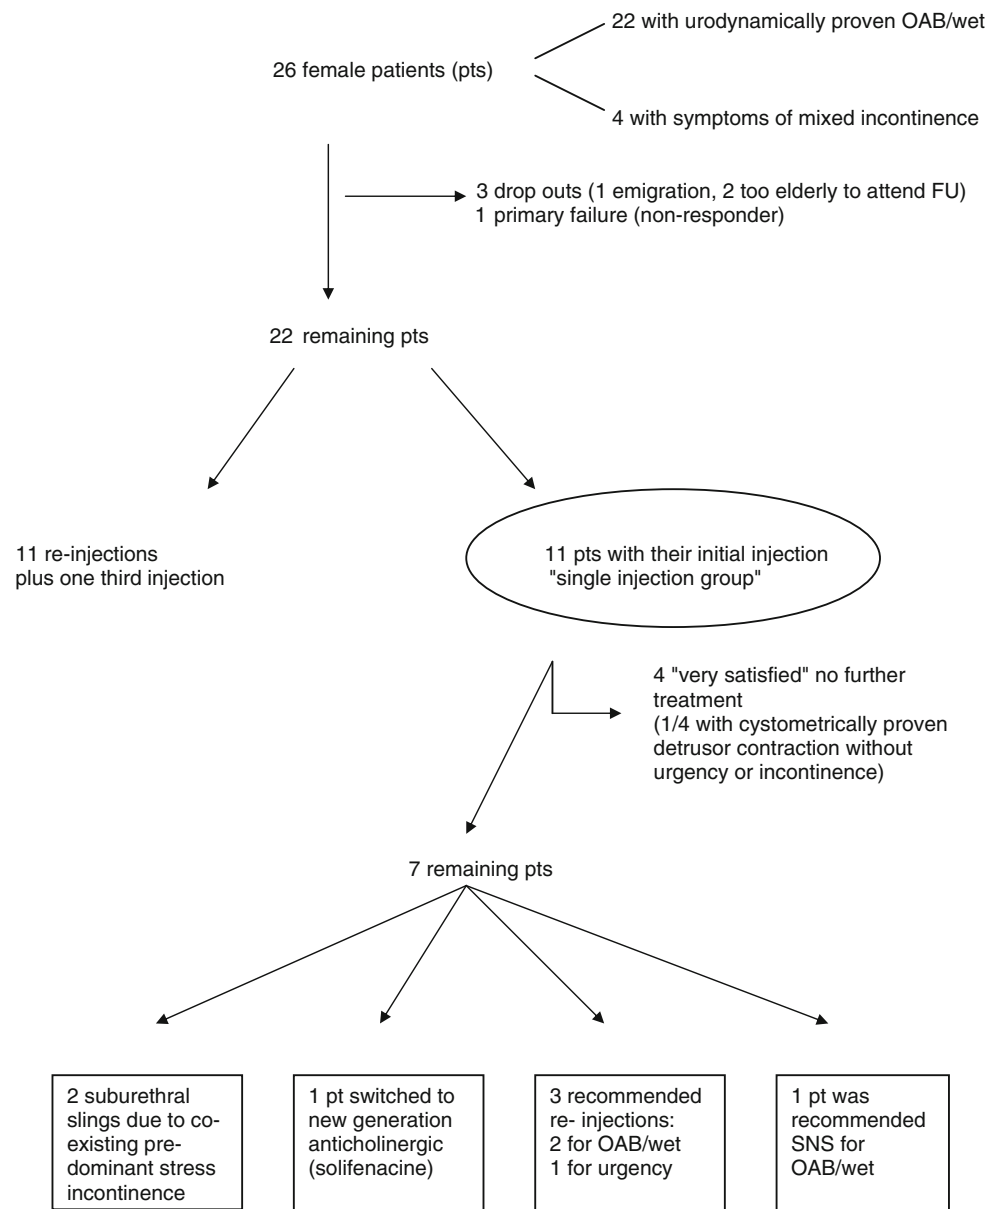 22 with urodynamically proven OAB/wet
26 female patients (pts)
4 with symptoms of mixed incontinence
3 drop outs (1 emigration, 2 too elderly to attend FU)
1 primary failure (non-responder)
22 remaining pts
11 re-injections
plus one third injection
11 pts with their initial injection
"single injection group"
4 "very satisfied" no further
treatment
(1/4 with cystometrically proven
detrusor contraction without
urgency or incontinence)
7 remaining pts
2 suburethral
slings due to co-
existing pre-
dominant stress
incontinence
1 pt switched to
new generation
anticholinergic
(solifenacine)
3 recommended
re- injections:
2 for OAB/wet
1 for urgency
1 pt was
recommended
SNS for
OAB/wet